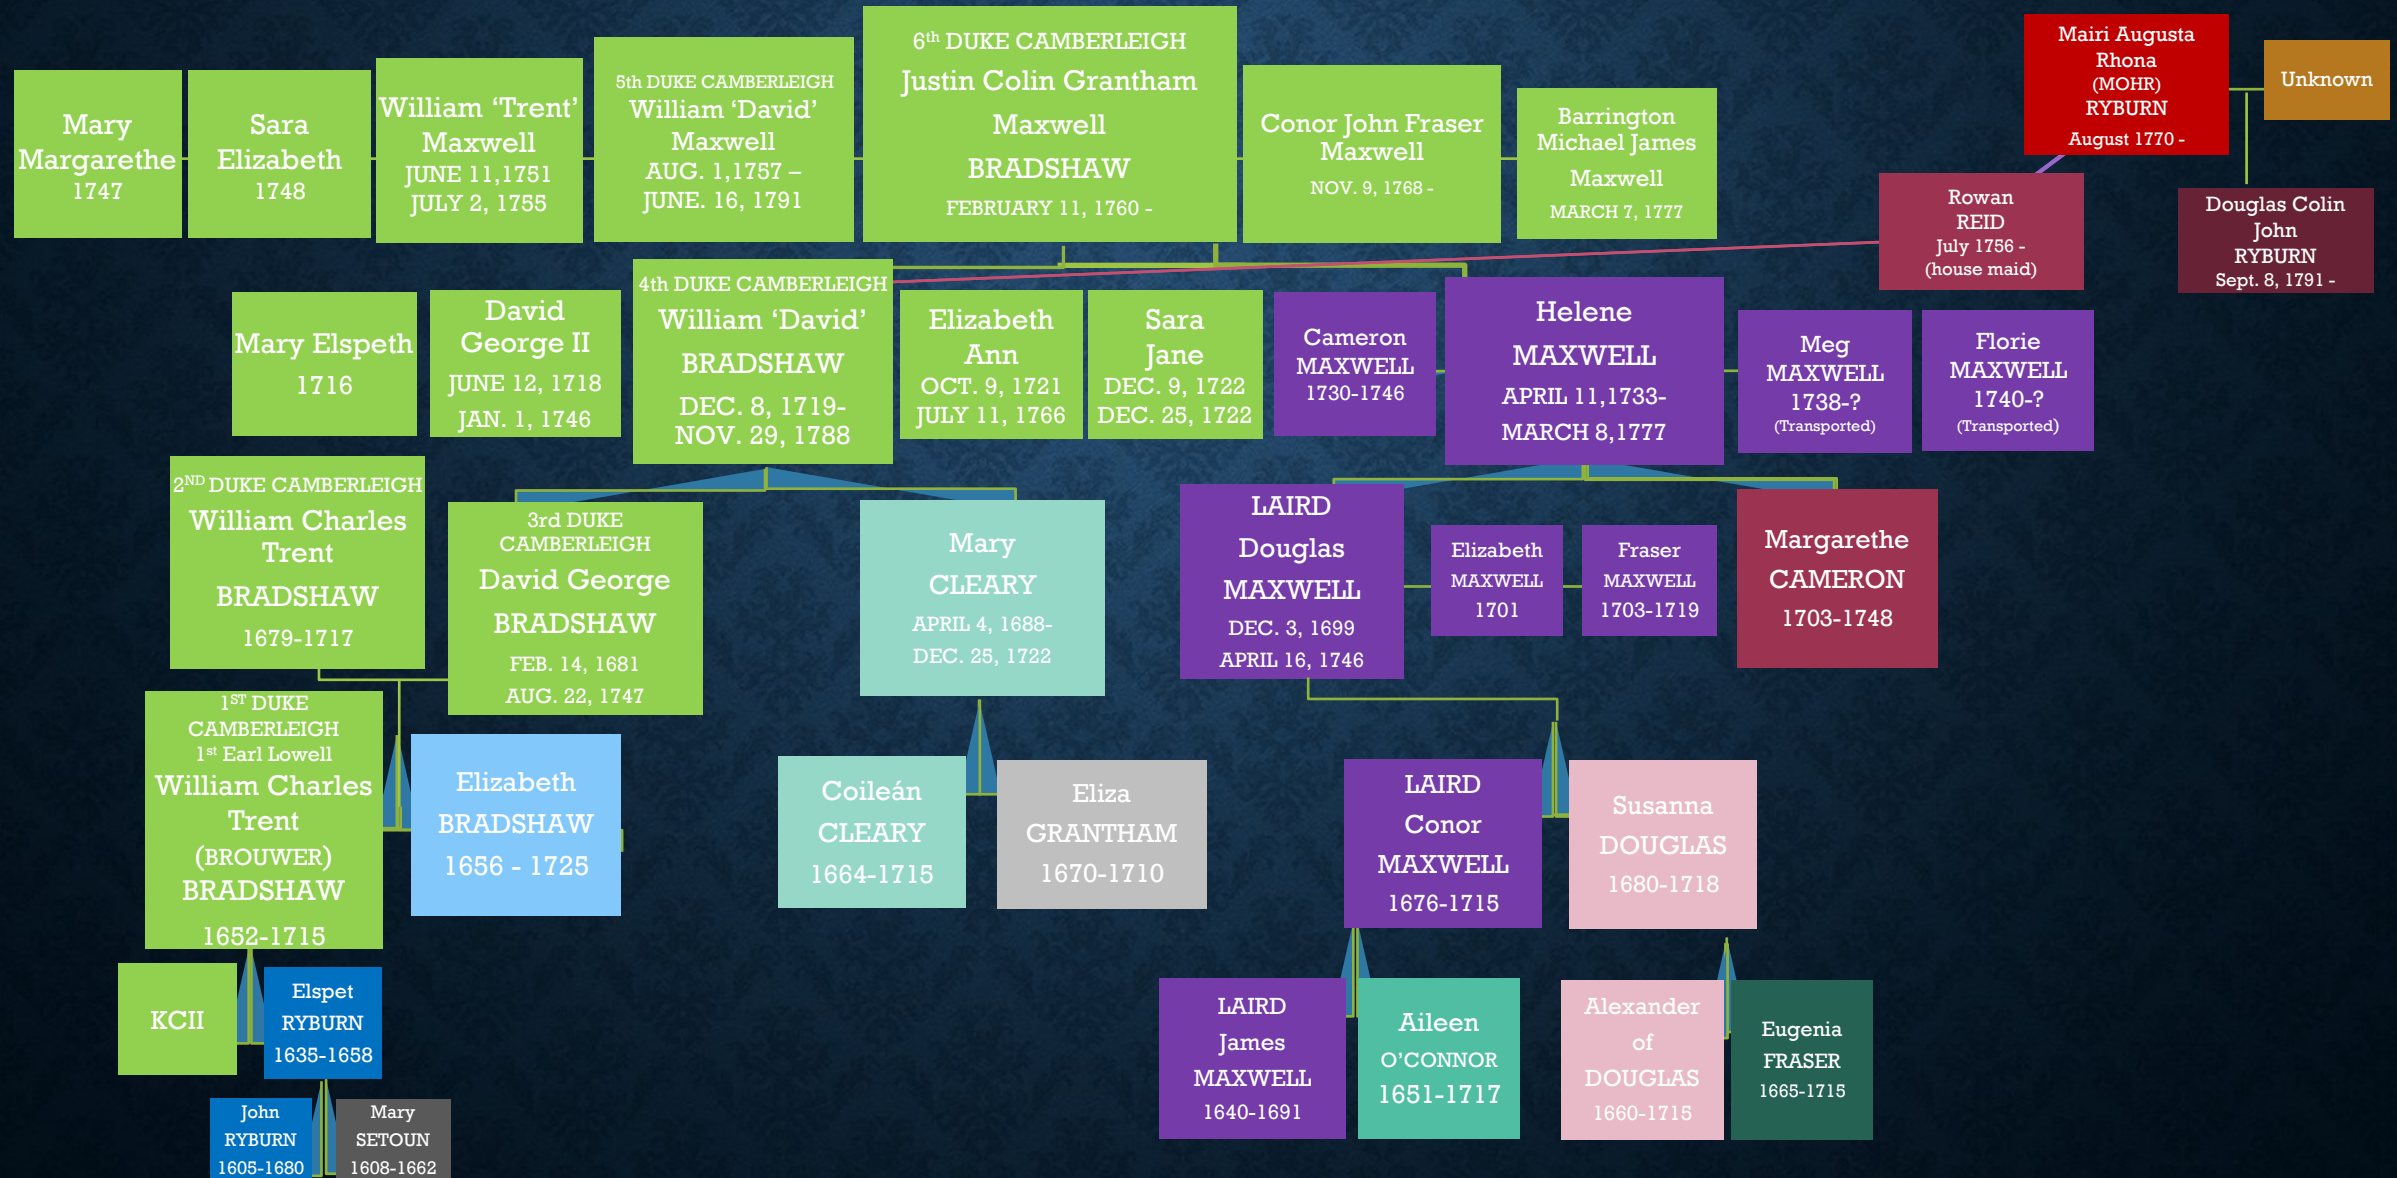 Mary
Margarethe
1747
Sara
Elizabeth
1748
William ‘Trent’
Maxwell
JUNE 11,1751
JULY 2, 1755
5th DUKE CAMBERLEIGH
William ‘David’
Maxwell
AUG. 1,1757 –
JUNE. 16, 1791
6th DUKE CAMBERLEIGH
Justin Colin Grantham
Maxwell
BRADSHAW
FEBRUARY 11, 1760 -
Conor John Fraser
Maxwell
NOV. 9, 1768 -
Barrington
Michael James
Maxwell
MARCH 7, 1777
Mairi Augusta
Rhona
(MOHR)
RYBURN
August 1770 -
Unknown
Rowan
REID
July 1756 -
(house maid)
Douglas Colin
John
RYBURN
Sept. 8, 1791 -
Mary Elspeth
1716
David
George II
JUNE 12, 1718
JAN. 1, 1746
4th DUKE CAMBERLEIGH
William ‘David’
BRADSHAW
DEC. 8, 1719-
NOV. 29, 1788
Elizabeth
Ann
OCT. 9, 1721
JULY 11, 1766
Sara
Jane
DEC. 9, 1722
DEC. 25, 1722
Cameron
MAXWELL
1730-1746
Helene
MAXWELL
APRIL 11,1733-
MARCH 8,1777
Meg
MAXWELL
1738-?
(Transported)
Florie
MAXWELL
1740-?
(Transported)
2ND DUKE CAMBERLEIGH
William Charles
Trent
BRADSHAW
1679-1717
3rd DUKE
CAMBERLEIGH
David George
BRADSHAW
FEB. 14, 1681
AUG. 22, 1747
Mary
CLEARY
APRIL 4, 1688-
DEC. 25, 1722
LAIRD
Douglas
MAXWELL
DEC. 3, 1699
APRIL 16, 1746
Elizabeth
MAXWELL
1701
Fraser
MAXWELL
1703-1719
Margarethe
CAMERON
1703-1748
1ST DUKE
CAMBERLEIGH
1st Earl Lowell
William Charles
Trent
(BROUWER)
BRADSHAW
1652-1715
Elizabeth
BRADSHAW
1656 - 1725
Coileán
CLEARY
1664-1715
Eliza
GRANTHAM
1670-1710
LAIRD
Conor
MAXWELL
1676-1715
Susanna
DOUGLAS
1680-1718
KCII
Elspet
RYBURN
1635-1658
LAIRD
James
MAXWELL
1640-1691
Aileen
O’CONNOR
1651-1717
Alexander
of
DOUGLAS
1660-1715
Eugenia
FRASER
1665-1715
John
RYBURN
1605-1680
Mary
SETOUN
1608-1662